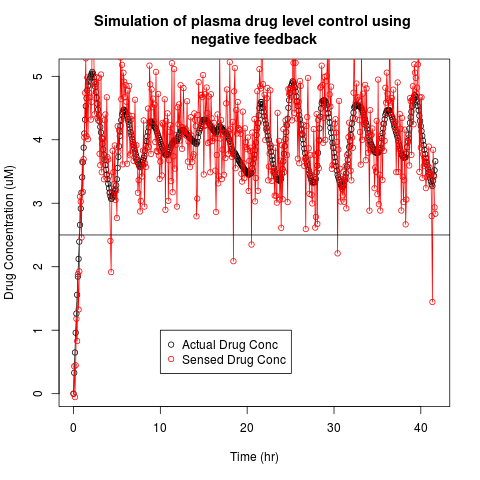 Simulation of plasma drug level control using
negative feedback
5
4
3
2
1
0
Drug Concentration (uM)
Actual Drug Conc
Sensed Drug Conc
0 10 20 30 40
Time (hr)